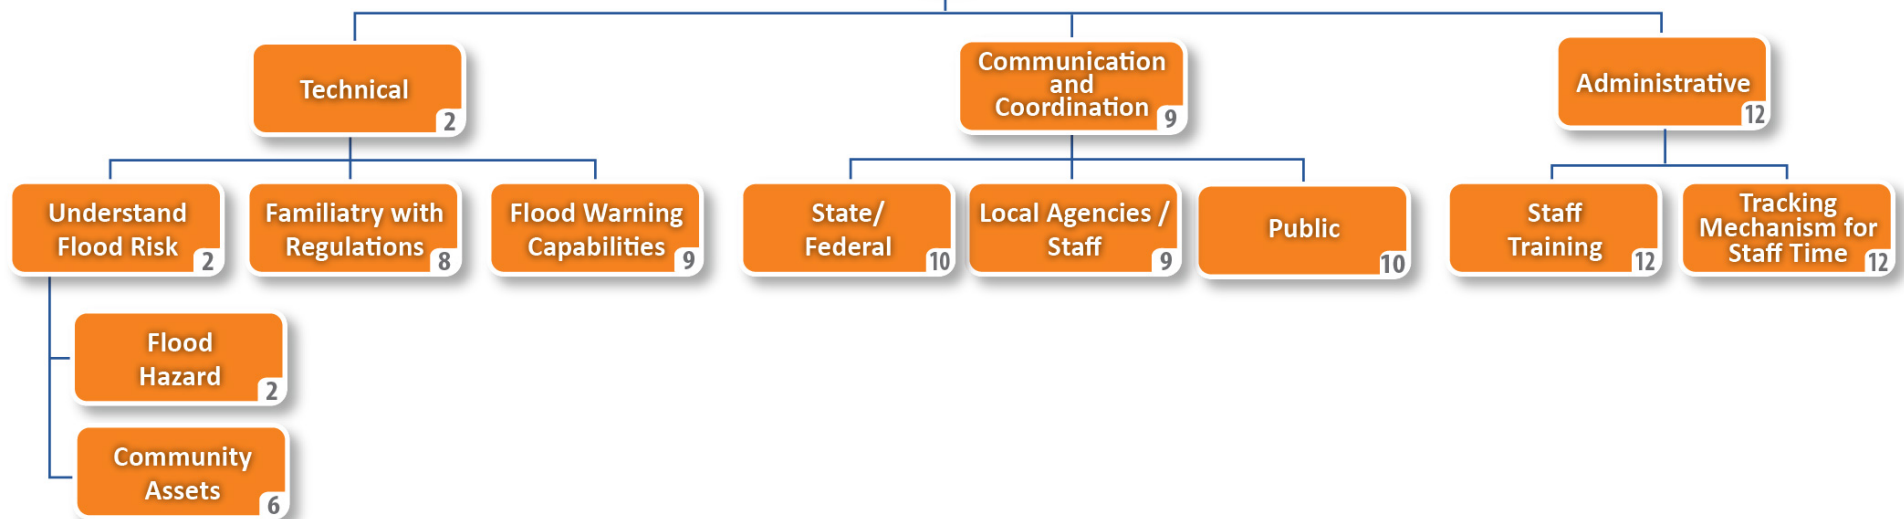 Technical
2
Communication
and
Coordination
9
Administrative
12
Understand
Flood Risk
2
Familiatry with
Regulations
8
Flood Warning
Capabilities
9
State/
Federal
10
Local Agencies /
Staff
9
Public
10
Staff
Training
12
Tracking
Mechanism for
Staff Time
12
Flood
Hazard
2
Community
Assets
6